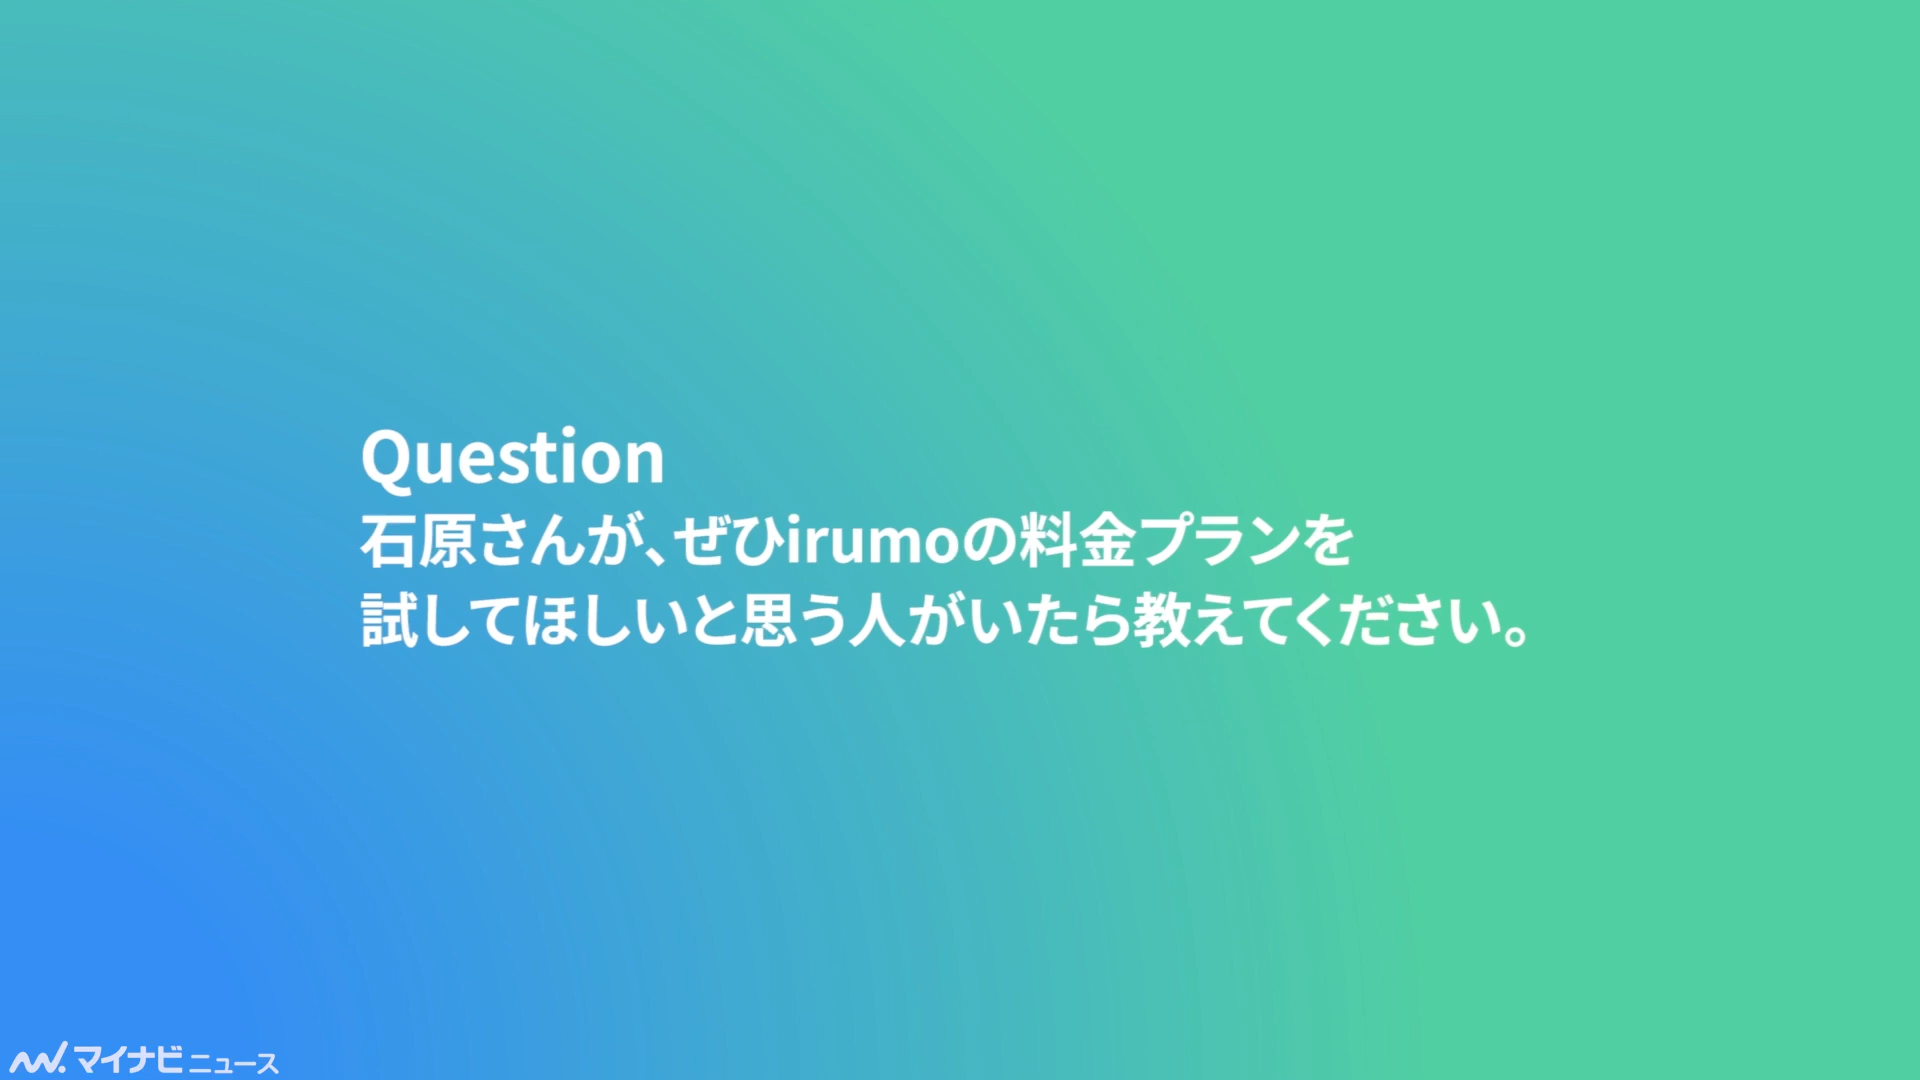 Question
石原さんが、ぜひirumoの料金プランを
試してほしいと思う人がいたら教えてください。
マイナビニュース